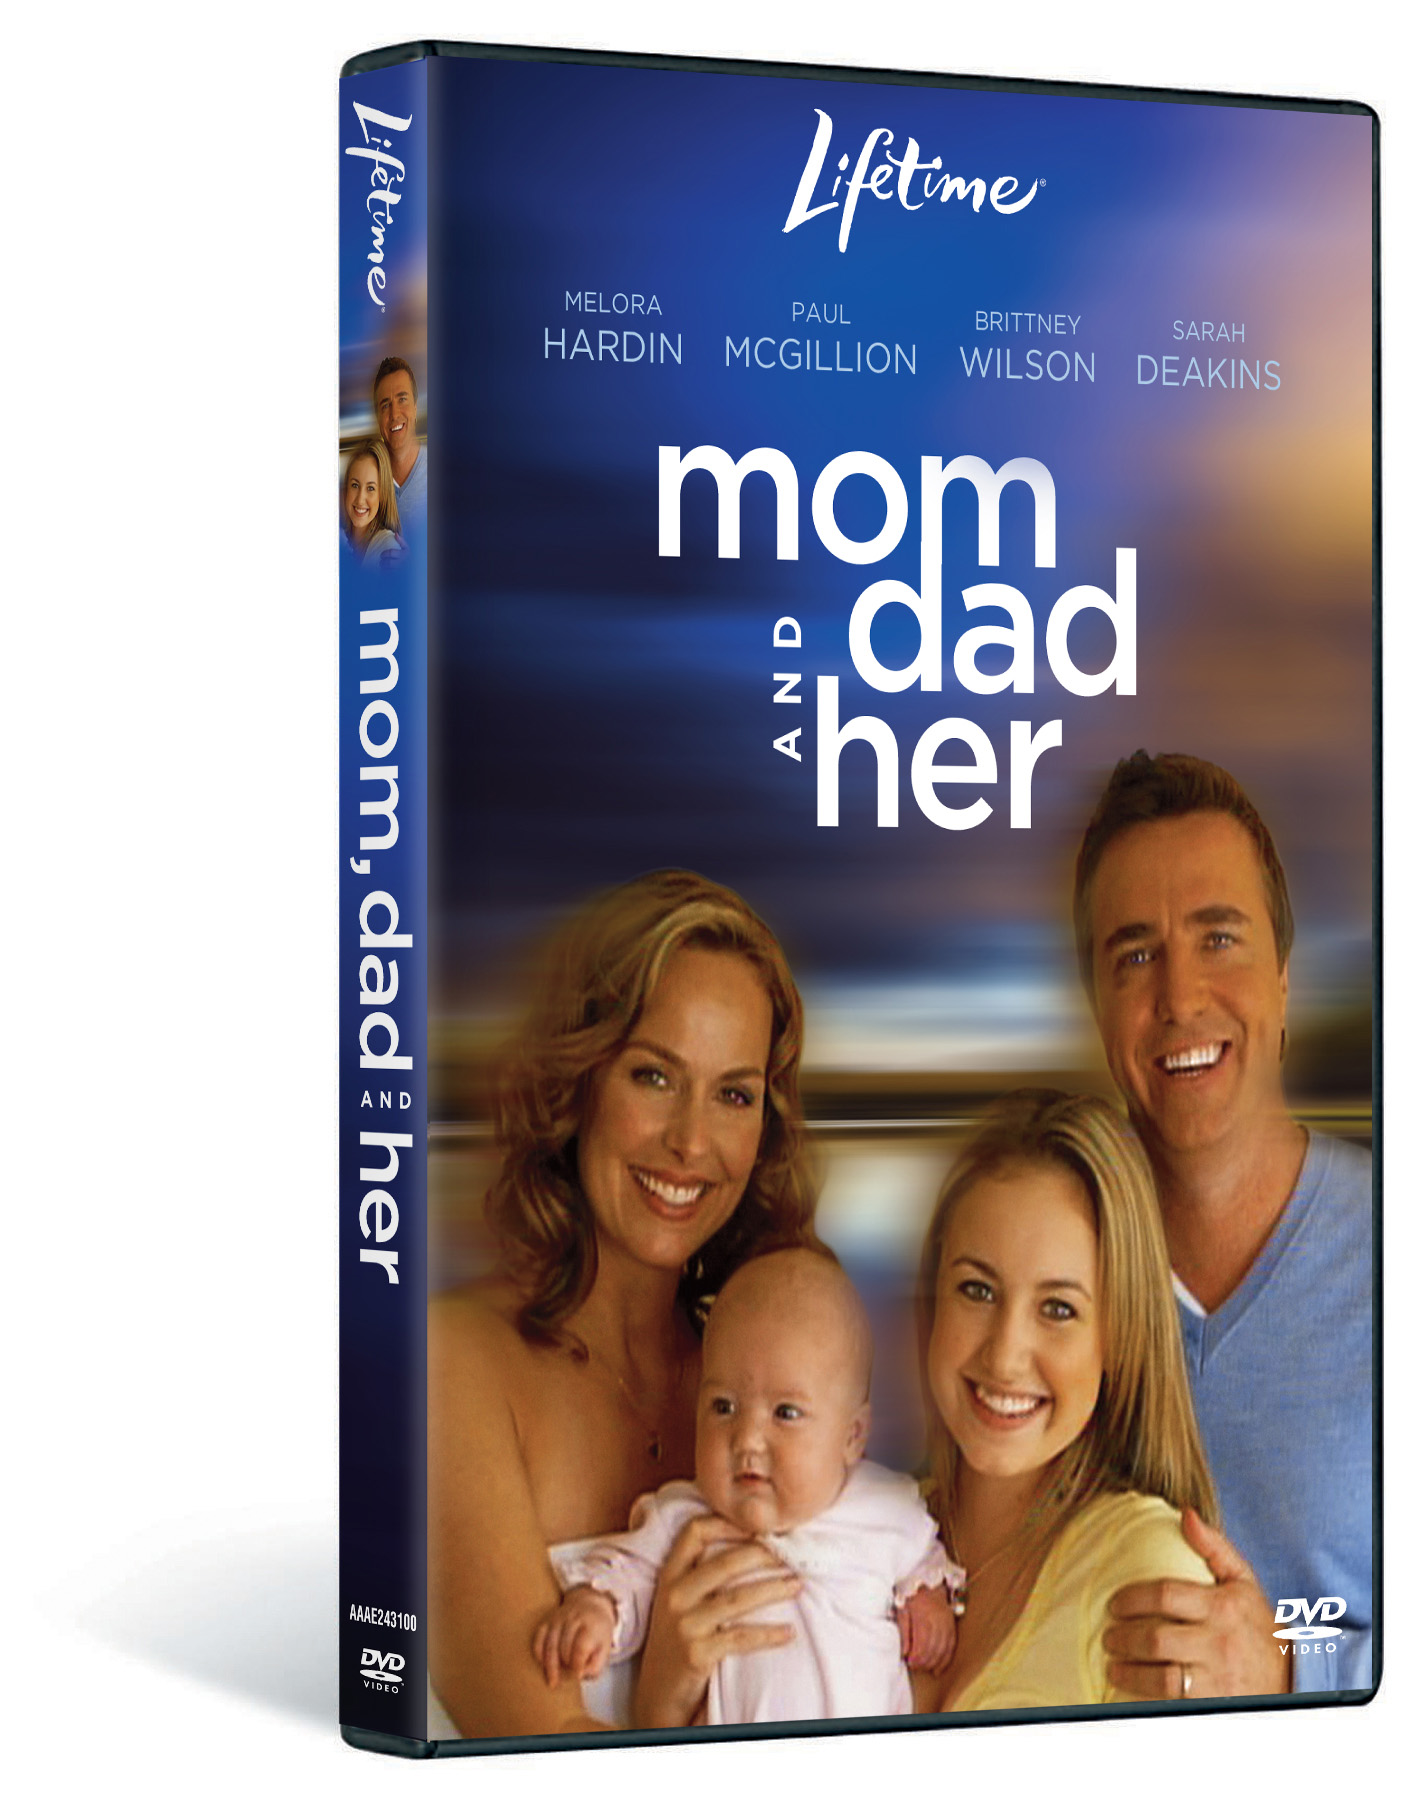 Lifetime®
mom, dad AND her
AAAE243100
DVD
VIDEO
Lifetime®
MELORA
HARDIN
PAUL
MCGILLION
BRITTNEY
WILSON
SARAH
DEAKINS
mom
dad
AND
her
DVD
VIDEO™